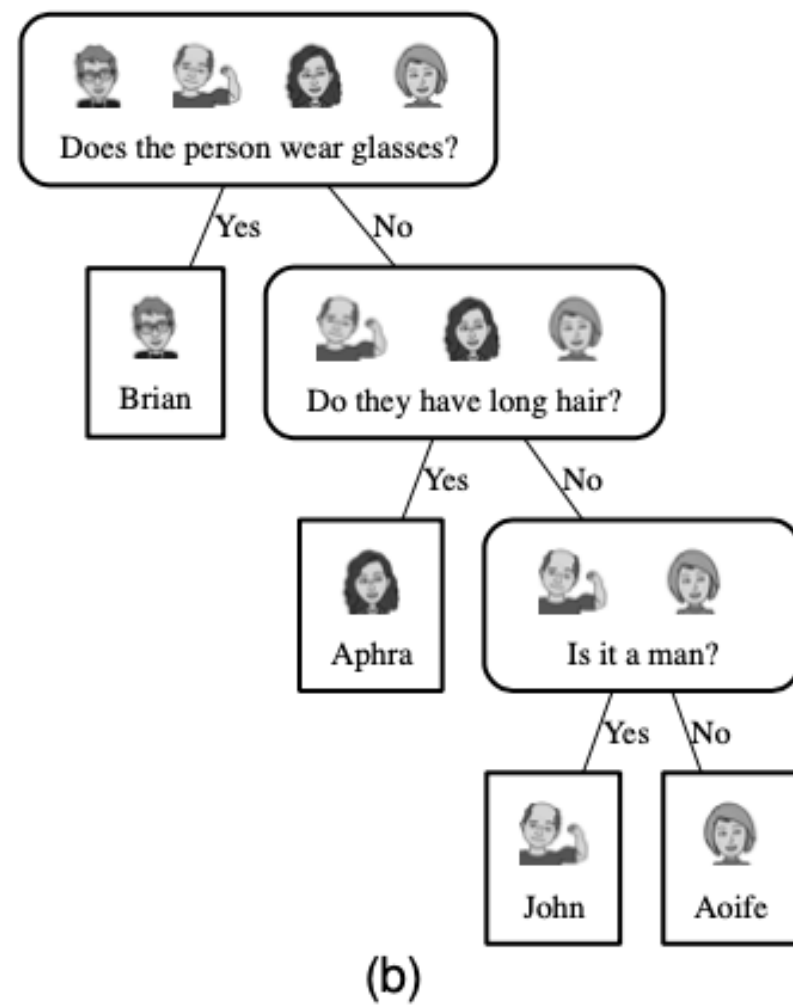 Does the person wear glasses?
Yes
No
Brian
Do they have long hair?
Yes
No
Aphra
Is it a man?
Yes
No
John
Aoife
(b)